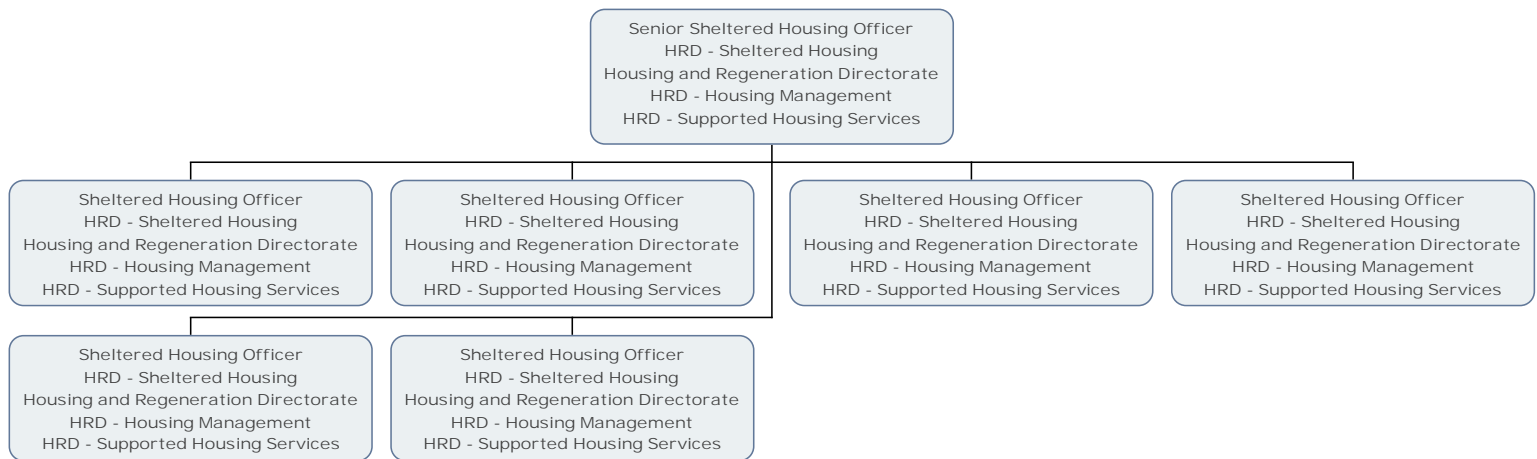 Senior Sheltered Housing Officer
HRD - Sheltered Housing
Housing and Regeneration Directorate
HRD - Housing Management
HRD - Supported Housing Services
Sheltered Housing Officer
HRD - Sheltered Housing
Housing and Regeneration Directorate
HRD - Housing Management
HRD - Supported Housing Services
Sheltered Housing Officer
HRD - Sheltered Housing
Housing and Regeneration Directorate
HRD - Housing Management
HRD - Supported Housing Services
Sheltered Housing Officer
HRD - Sheltered Housing
Housing and Regeneration Directorate
HRD - Housing Management
HRD - Supported Housing Services
Sheltered Housing Officer
HRD - Sheltered Housing
Housing and Regeneration Directorate
HRD - Housing Management
HRD - Supported Housing Services
Sheltered Housing Officer
HRD - Sheltered Housing
Housing and Regeneration Directorate
HRD - Housing Management
HRD - Supported Housing Services
Sheltered Housing Officer
HRD - Sheltered Housing
Housing and Regeneration Directorate
HRD - Housing Management
HRD - Supported Housing Services